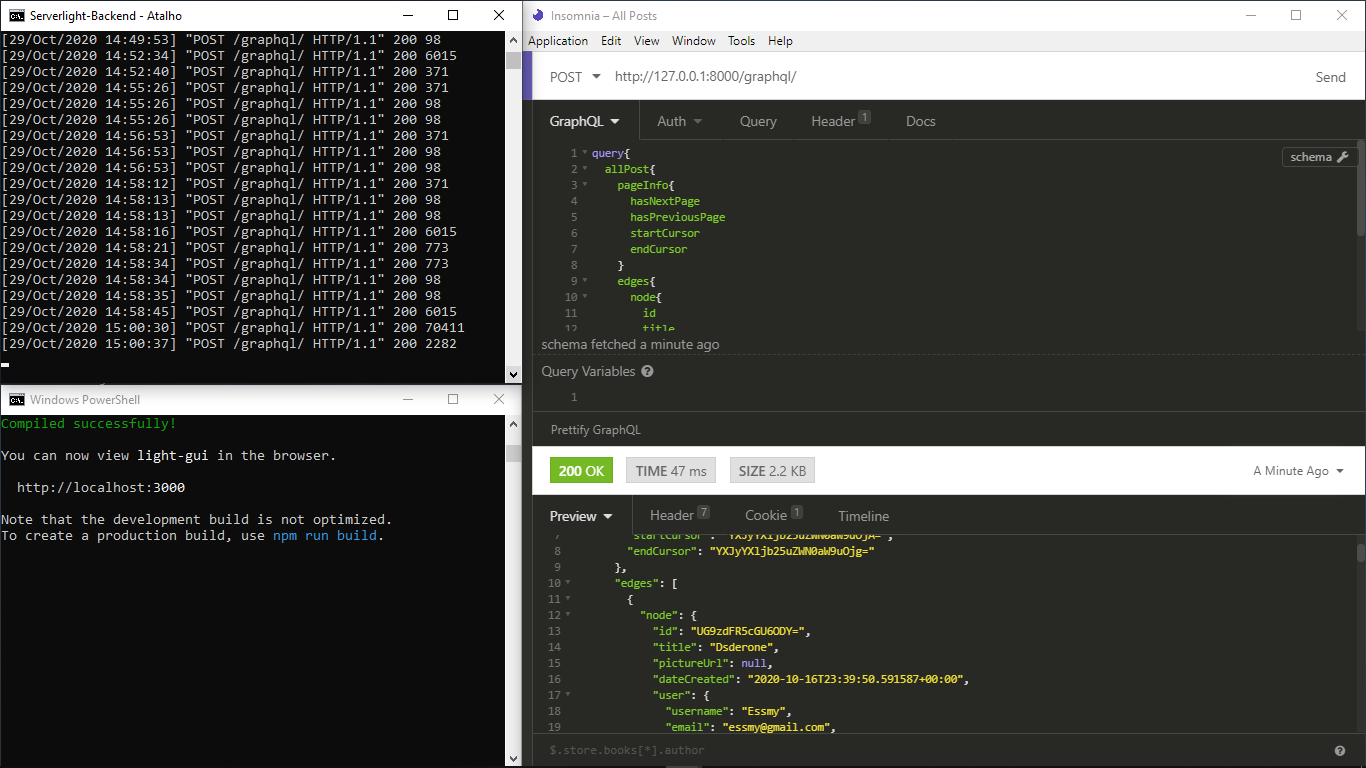 Serverlight-Backend - Atalho
[29/Oct/2020 14:49:53] "POST /graphql/ HTTP/1.1" 200 98
[29/Oct/2020 14:52:34] "POST /graphql/ HTTP/1.1" 200 6015
[29/Oct/2020 14:52:40] "POST /graphql/ HTTP/1.1" 200 371
[29/Oct/2020 14:55:26] "POST /graphql/ HTTP/1.1" 200 371
[29/Oct/2020 14:55:26] "POST /graphql/ HTTP/1.1" 200 98
[29/Oct/2020 14:55:26] "POST /graphql/ HTTP/1.1" 200 98
[29/Oct/2020 14:56:53] "POST /graphql/ HTTP/1.1" 200 371
[29/Oct/2020 14:56:53] "POST /graphql/ HTTP/1.1" 200 98
[29/Oct/2020 14:56:53] "POST /graphql/ HTTP/1.1" 200 98
[29/Oct/2020 14:58:12] "POST /graphql/ HTTP/1.1" 200 371
[29/Oct/2020 14:58:13] "POST /graphql/ HTTP/1.1" 200 98
[29/Oct/2020 14:58:13] "POST /graphql/ HTTP/1.1" 200 98
[29/Oct/2020 14:58:16] "POST /graphql/ HTTP/1.1" 200 6015
[29/Oct/2020 14:58:21] "POST /graphql/ HTTP/1.1" 200 773
[29/Oct/2020 14:58:34] "POST /graphql/ HTTP/1.1" 200 773
[29/Oct/2020 14:58:34] "POST /graphql/ HTTP/1.1" 200 98
[29/Oct/2020 14:58:35] "POST /graphql/ HTTP/1.1" 200 98
[29/Oct/2020 14:58:45] "POST /graphql/ HTTP/1.1" 200 6015
[29/Oct/2020 15:00:30] "POST /graphql/ HTTP/1.1" 200 70411
[29/Oct/2020 15:00:37] "POST /graphql/ HTTP/1.1" 200 2282
Windows PowerShell
Compiled successfully!
You can now view light-gui in the browser.
http://localhost:3000
Note that the development build is not optimized.
To create a production build, use npm run build.
Insomnia – All Posts
Application Edit View Window Tools Help
POST http://127.0.0.1:8000/graphql/ Send
GraphQL Auth Query Header 1 Docs
schema
1 query{
2 allPost{
3 pageInfo{
4 hasNextPage
5 hasPreviousPage
6 startCursor
7 endCursor
8 }
9 edges{
10 node{
11 id
12 title
schema fetched a minute ago
Query Variables ?
1
Prettify GraphQL
200 OK TIME 47 ms SIZE 2.2 KB A Minute Ago
Preview Header 7 Cookie 1 Timeline
7 "startCursor":
8 "endCursor": "YXJyYXljb25uZWN0aW9uOjg="
9 },
10 "edges": [
11 {
12 "node": {
13 "id": "UG9zdFR5cGU6ODY=",
14 "title": "Dsderone",
15 "pictureUrl": null,
16 "dateCreated": "2020-10-16T23:39:50.591587+00:00",
17 "user": {
18 "username": "Essmy",
19 "email": "essmy@gmail.com",
$.store.books[*].author ?